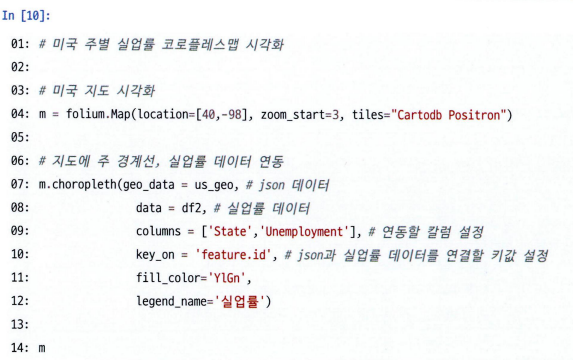 In [10]:
01: # 미국 주별 실업률 코로플레스맵 시각화
02:
03: # 미국 지도 시각화
04: m = folium.Map(location=[40,-98], zoom_start=3, tiles="Cartodb Positron")
05:
06: # 지도에 주 경계선, 실업률 데이터 연동
07: m.choropleth(geo_data = us_geo, # json 데이터
08:              data = df2, # 실업률 데이터
09:              columns = ['State','Unemployment'], # 연동할 칼럼 설정
10:              key_on = 'feature.id', # json과 실업률 데이터를 연결할 키값 설정
11:              fill_color='YlGn',
12:              legend_name='실업률')
13:
14: m